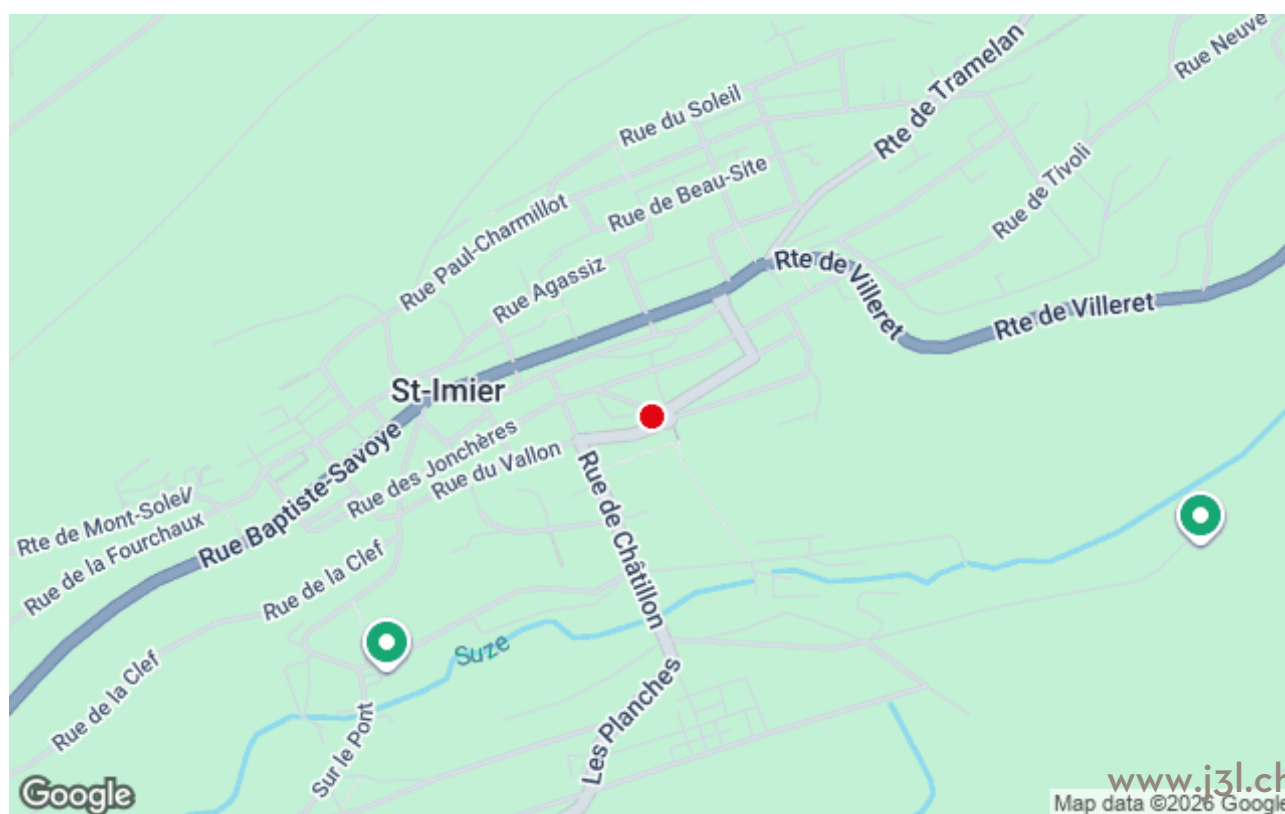 Rue Neuve
Rte de Tramelan
Rue du Soleil
Rue de Tivoli
Rue de Beau-Site
Rue Paul-Charmillot
Rue Agassiz
Rte de Villeret
Rte de Villeret
St-Imier
Rue des Jonchères
Rue du Vallon
Rue Baptiste-Savoye
Rte de Mont-Soleil
Rue de la Fourchaux
Rue de la Clef
Rue de Châtillon
Suze
Rue de la Clef
Sur le Pont
Les Planches
Google
www.j3l.ch
Map data ©2026 Google